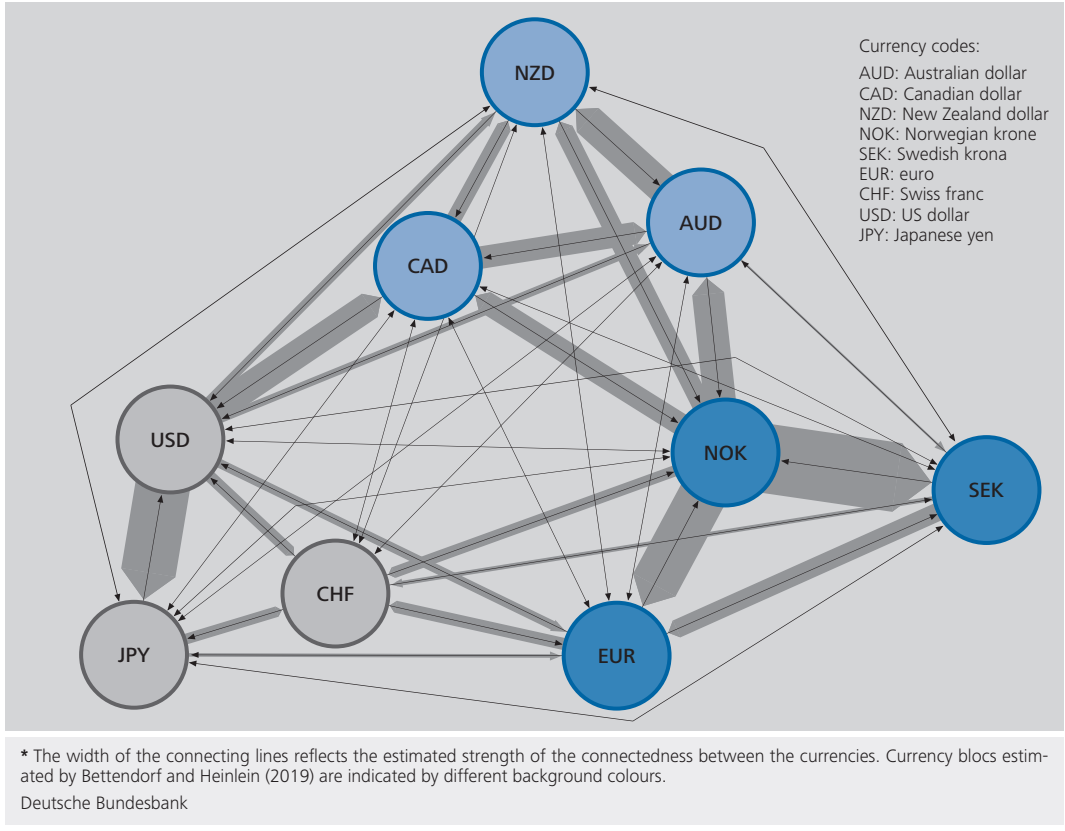 NZD
Currency codes:
AUD: Australian dollar
CAD: Canadian dollar
NZD: New Zealand dollar
NOK: Norwegian krone
SEK: Swedish krona
EUR: euro
CHF: Swiss franc
USD: US dollar
JPY: Japanese yen
AUD
CAD
USD
NOK
SEK
CHF
JPY
EUR
* The width of the connecting lines reflects the estimated strength of the connectedness between the currencies. Currency blocs estim-
ated by Bettendorf and Heinlein (2019) are indicated by different background colours.
Deutsche Bundesbank